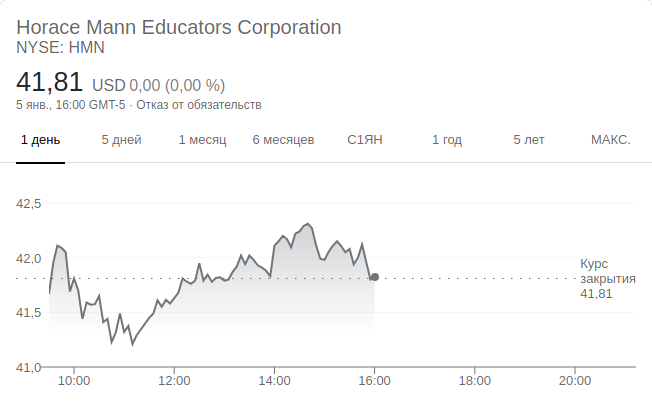 Horace Mann Educators Corporation
NYSE: HMN
41,81 USD 0,00 (0,00 %)
5 янв., 16:00 GMT-5 · Отказ от обязательств
1 день 5 дней 1 месяц 6 месяцев С1ЯН 1 год 5 лет МАКС.
42,5
42,0
41,5
41,0
Курс
закрытия
41,81
10:00 12:00 14:00 16:00 18:00 20:00